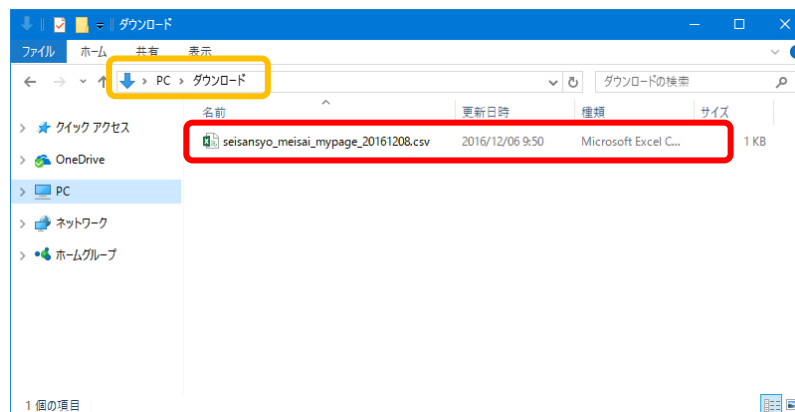 ダウンロード
ファイル ホーム 共有 表示
PC ダウンロード ダウンロードの検索
名前 更新日時 種類 サイズ
seisansyo_meisai_mypage_20161208.csv 2016/12/06 9:50 Microsoft Excel C... 1 KB
クイック アクセス
OneDrive
PC
ネットワーク
ホームグループ
1 個の項目